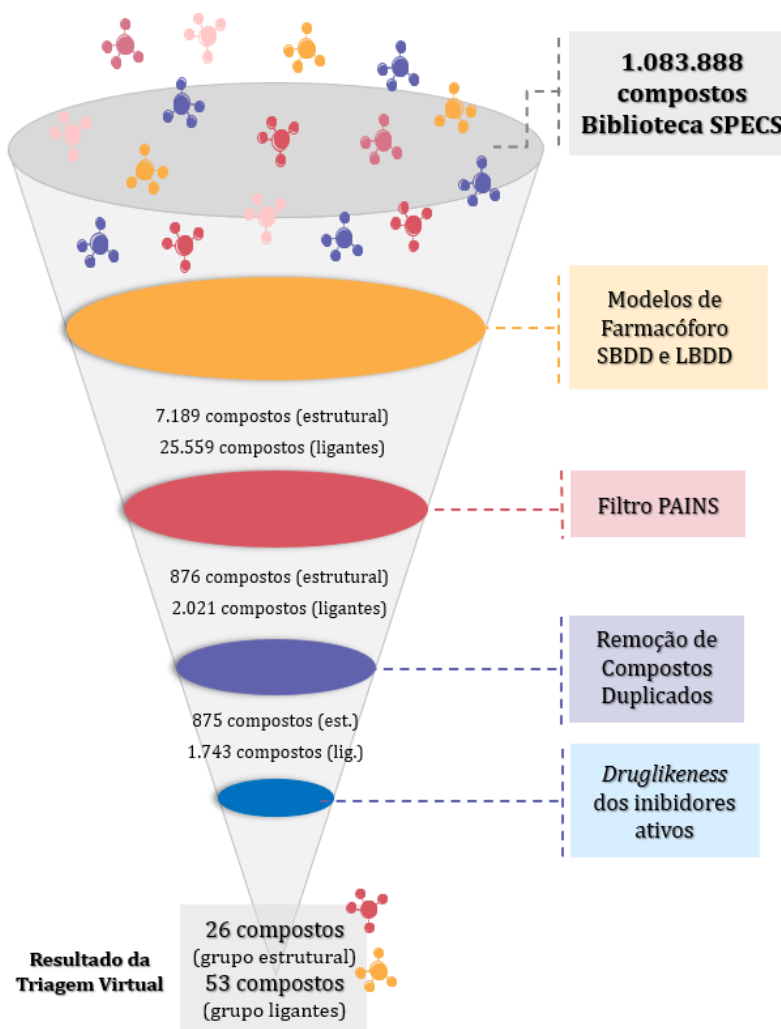 1.083.888
compostos
Biblioteca SPECS
Modelos de
Farmacóforo
SBDD e LBDD
7.189 compostos (estrutural)
25.559 compostos (ligantes)
Filtro PAINS
876 compostos (estrutural)
2.021 compostos (ligantes)
Remoção de
Compostos
Duplicados
875 compostos (est.)
1.743 compostos (lig.)
Druglikeness
dos inibidores
ativos
Resultado da
Triagem Virtual
26 compostos
(grupo estrutural)
53 compostos
(grupo ligantes)